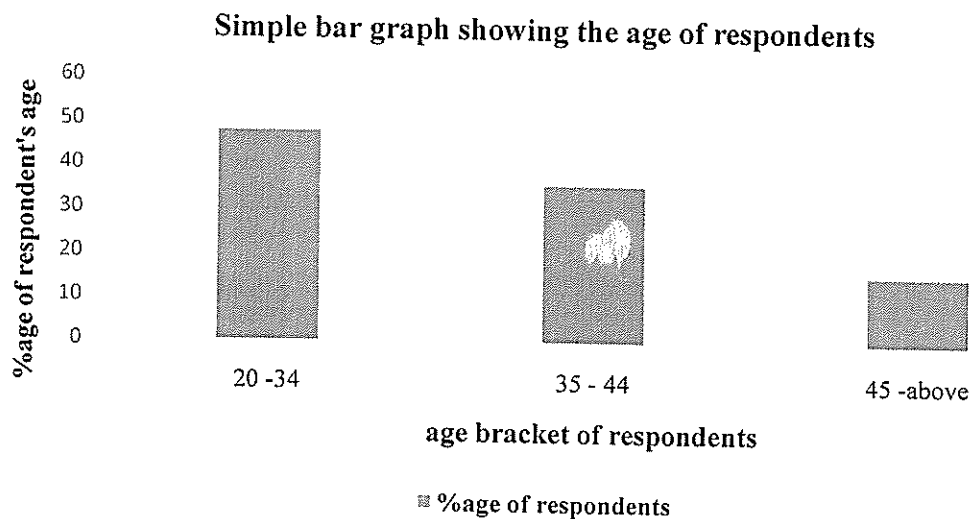 Simple bar graph showing the age of respondents
%age of respondent's age
60
50
40
30
20
10
0
20 -34
35 - 44
45 -above
age bracket of respondents
%age of respondents